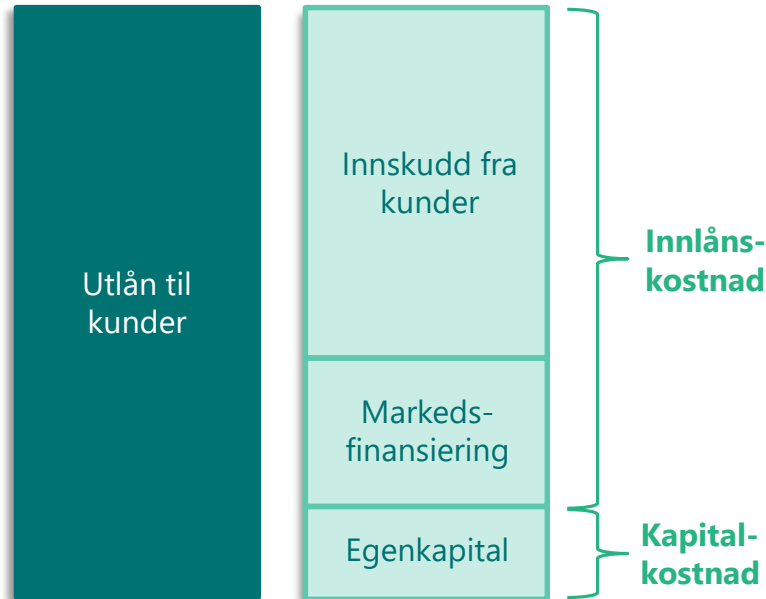 Utlån til
kunder
Innskudd fra
kunder
Markeds-
finansiering
Egenkapital
Innlåns-
kostnad
Kapital-
kostnad